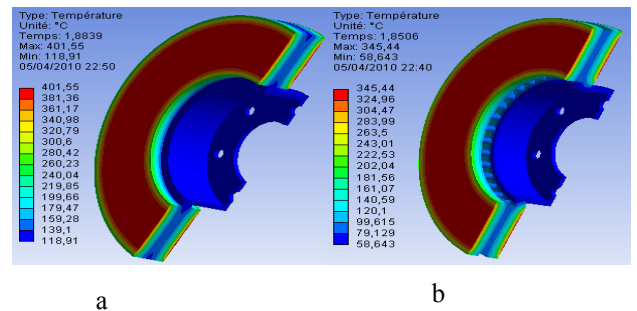 Type: Température
Unité: °C
Temps: 1,8839
Max: 401,55
Min: 118,91
05/04/2010 22:50
401,55
381,36
361,17
340,98
320,79
300,6
280,42
260,23
240,04
219,85
199,66
179,47
159,28
139,1
118,91
Type: Température
Unité: °C
Temps: 1,8506
Max: 345,44
Min: 58,643
05/04/2010 22:40
345,44
324,96
304,47
283,99
263,5
243,01
222,53
202,04
181,56
161,07
140,59
120,1
99,615
79,129
58,643
a
b